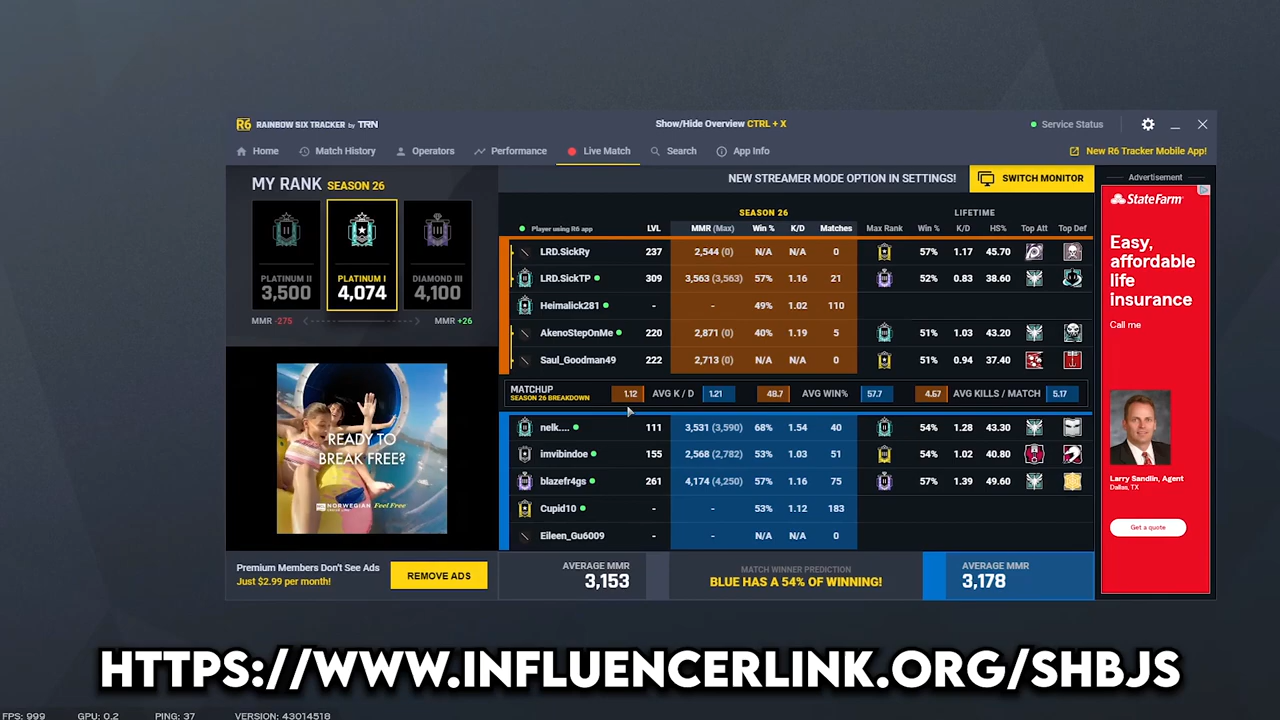 R6 RAINBOW SIX TRACKER by TRN
Show/Hide Overview CTRL + X
Service Status
Home Match History Operators Performance Live Match Search App Info New R6 Tracker Mobile App!
MY RANK SEASON 26
PLATINUM II PLATINUM I DIAMOND III
3,500 4,074 4,100
MMR -275 MMR +26
READY TO
BREAK FREE?
NORWEGIAN Feel Free
CRUISE LINE
Premium Members Don't See Ads
Just $2.99 per month!
REMOVE ADS
NEW STREAMER MODE OPTION IN SETTINGS! SWITCH MONITOR
SEASON 26 LIFETIME
Player using R6 app LVL MMR (Max) Win % K/D Matches Max Rank Win % K/D HS% Top Att Top Def
LRD.SickRy 237 2,544 (0) N/A N/A 0 57% 1.17 45.70
LRD.SickTP 309 3,563 (3,563) 57% 1.16 21 52% 0.83 38.60
Heimalick281 - - 49% 1.02 110
AkenoStepOnMe 220 2,871 (0) 40% 1.19 5 51% 1.03 43.20
Saul_Goodman49 222 2,713 (0) N/A N/A 0 51% 0.94 37.40
MATCHUP
SEASON 26 BREAKDOWN
1.12 AVG K / D 1.21 48.7 AVG WIN% 57.7 4.67 AVG KILLS / MATCH 5.17
nelk.... 111 3,531 (3,590) 68% 1.54 40 54% 1.28 43.30
imvibindoe 155 2,568 (2,782) 53% 1.03 51 54% 1.02 40.80
blazefr4gs 261 4,174 (4,250) 57% 1.16 75 57% 1.39 49.60
Cupid10 - - 53% 1.12 183
Eileen_Gu6009 - - N/A N/A 0
AVERAGE MMR
3,153
MATCH WINNER PREDICTION
BLUE HAS A 54% OF WINNING!
AVERAGE MMR
3,178
Advertisement
StateFarm
Easy,
affordable
life
insurance
Call me
Larry Sandlin, Agent
Dallas, TX
Get a quote
HTTPS://WWW.INFLUENCERLINK.ORG/SHBJS
FPS: 999 GPU: 0.2 PING: 37 VERSION: 43014518